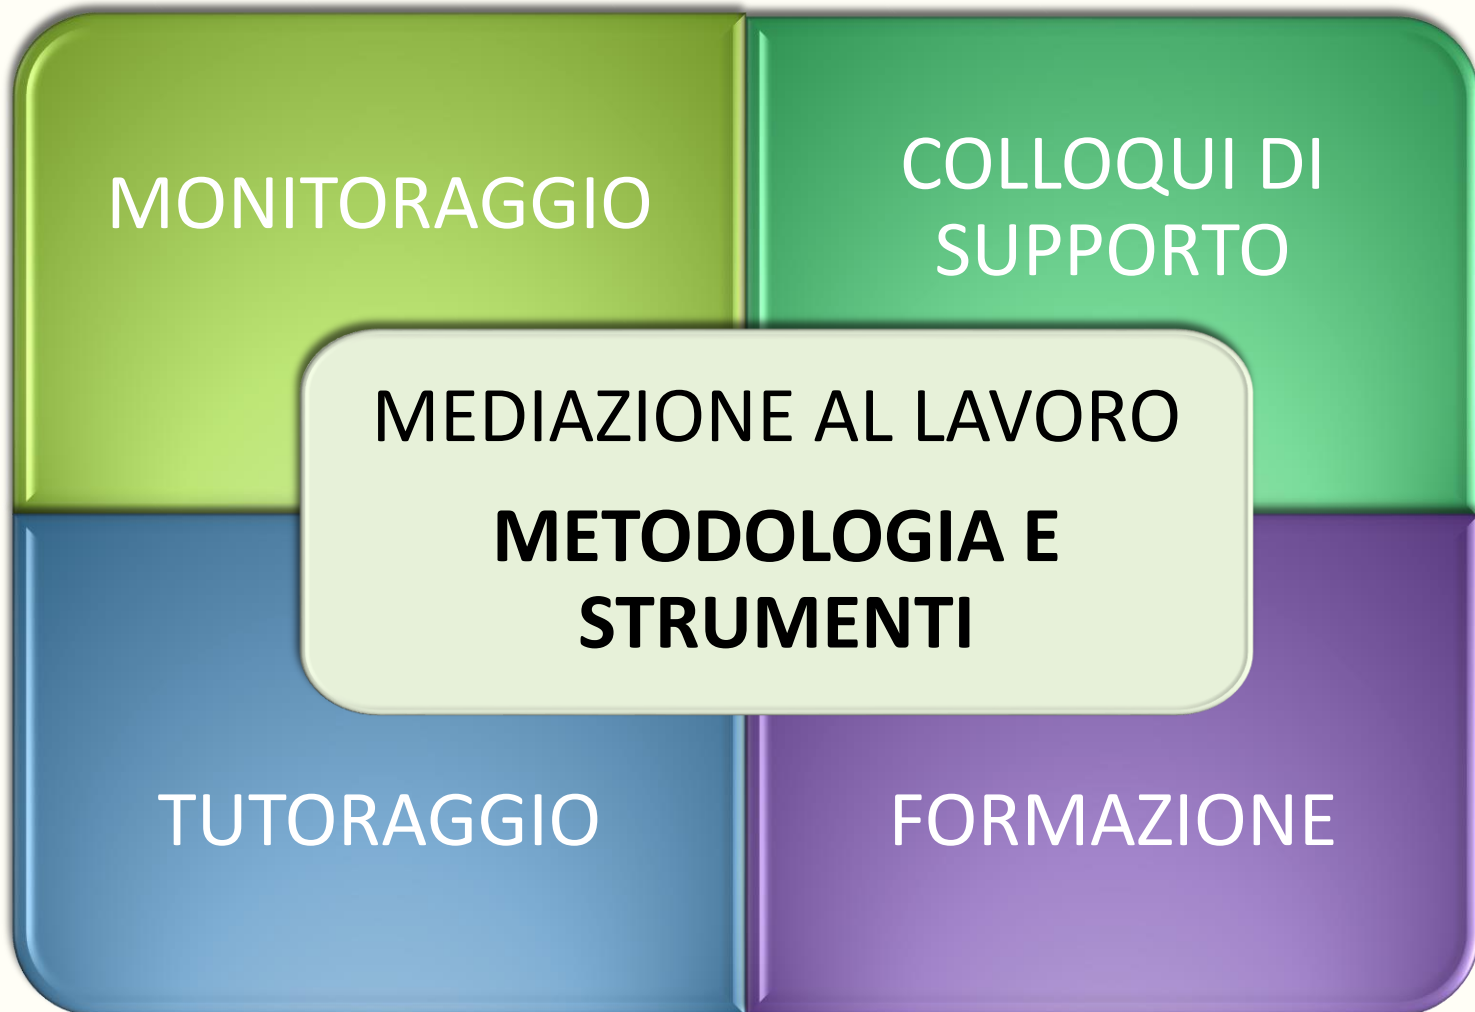 MONITORAGGIO
COLLOQUI DI
SUPPORTO
MEDIAZIONE AL LAVORO
METODOLOGIA E
STRUMENTI
TUTORAGGIO
FORMAZIONE